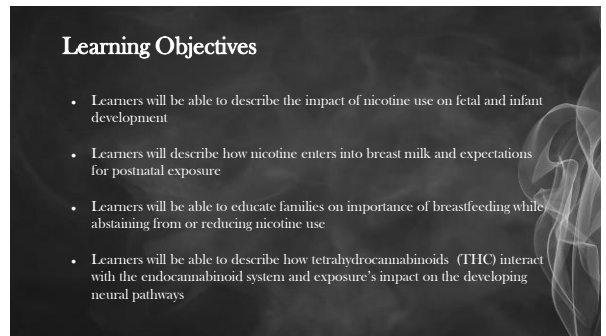 Learning Objectives
• Learners will be able to describe the impact of nicotine use on fetal and infant
development
• Learners will describe how nicotine enters into breast milk and expectations
for postnatal exposure
• Learners will be able to educate families on importance of breastfeeding while
abstaining from or reducing nicotine use
• Learners will be able to describe how tetrahydrocannabinoids (THC) interact
with the endocannabinoid system and exposure's impact on the developing
neural pathways